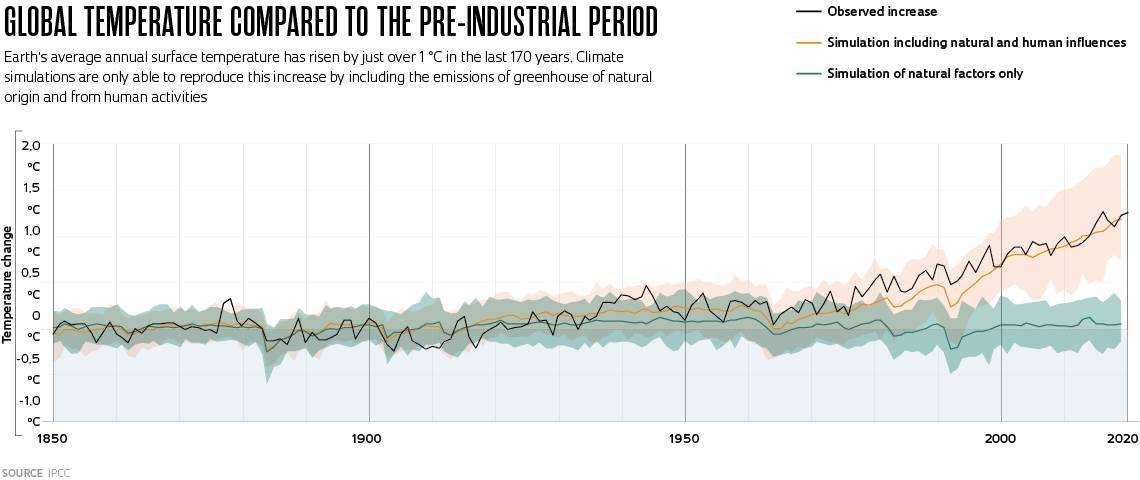 GLOBAL TEMPERATURE COMPARED TO THE PRE-INDUSTRIAL PERIOD
Earth's average annual surface temperature has risen by just over 1 °C in the last 170 years. Climate
simulations are only able to reproduce this increase by including the emissions of greenhouse of natural
origin and from human activities
Observed increase
Simulation including natural and human influences
Simulation of natural factors only
Temperature change
2,0
°C
1,5
°C
1,0
°C
0,5
°C
0
°C
-0,5
°C
-1,0
°C
1850
1900
1950
2000
2020
SOURCE IPCC